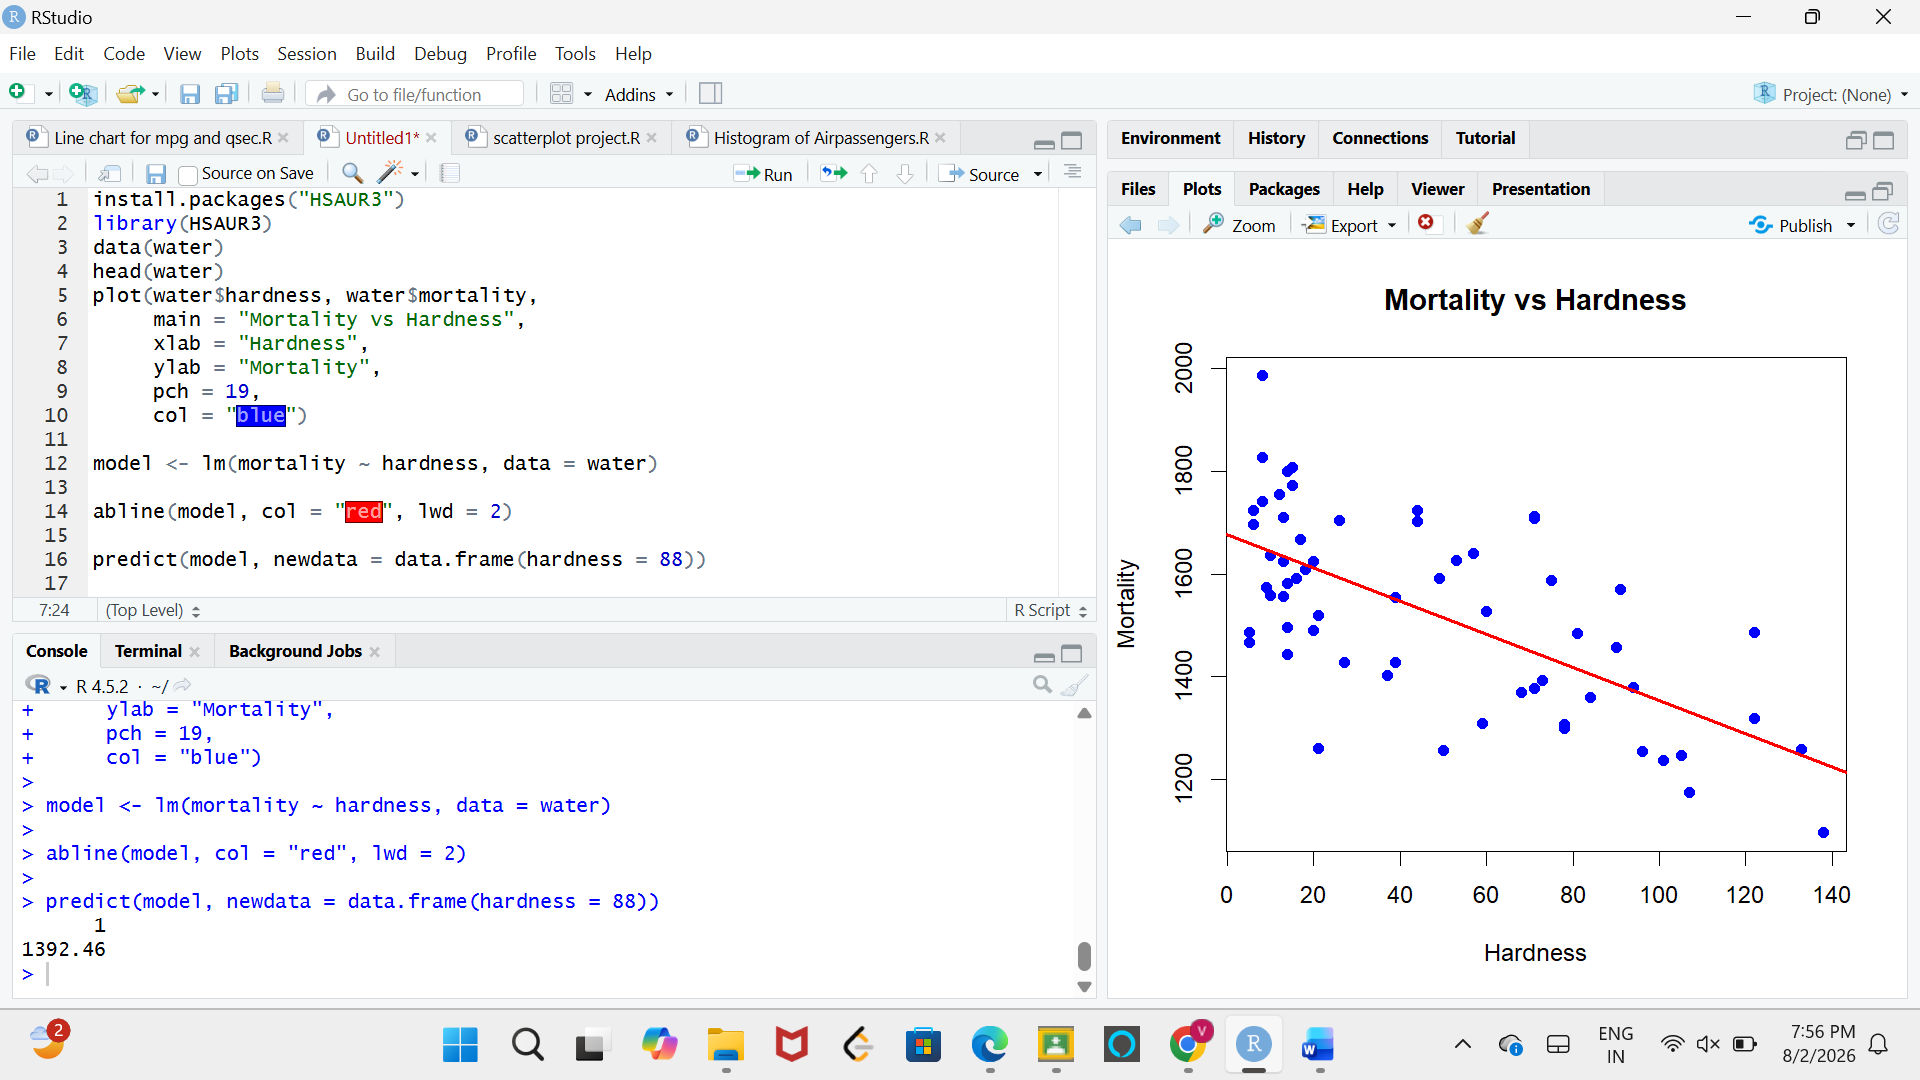 RStudio
File Edit Code View Plots Session Build Debug Profile Tools Help
Go to file/function Addins Project: (None)
Line chart for mpg and qsec.R Untitled1* scatterplot project.R Histogram of Airpassengers.R
Source on Save Run Source
1 install.packages("HSAUR3")
2 library(HSAUR3)
3 data(water)
4 head(water)
5 plot(water$hardness, water$mortality,
6 main = "Mortality vs Hardness",
7 xlab = "Hardness",
8 ylab = "Mortality",
9 pch = 19,
10 col = "blue")
11
12 model <- lm(mortality ~ hardness, data = water)
13
14 abline(model, col = "red", lwd = 2)
15
16 predict(model, newdata = data.frame(hardness = 88))
17
7:24 (Top Level) R Script
Console Terminal Background Jobs
R R 4.5.2 · ~/
+ ylab = "Mortality",
+ pch = 19,
+ col = "blue")
>
> model <- lm(mortality ~ hardness, data = water)
>
> abline(model, col = "red", lwd = 2)
>
> predict(model, newdata = data.frame(hardness = 88))
1
1392.46
>
Environment History Connections Tutorial
Files Plots Packages Help Viewer Presentation
Zoom Export Publish
Mortality vs Hardness
2000
1800
1600
1400
1200
Mortality
0 20 40 60 80 100 120 140
Hardness
2
V
R
W
ENG
IN
7:56 PM
8/2/2026